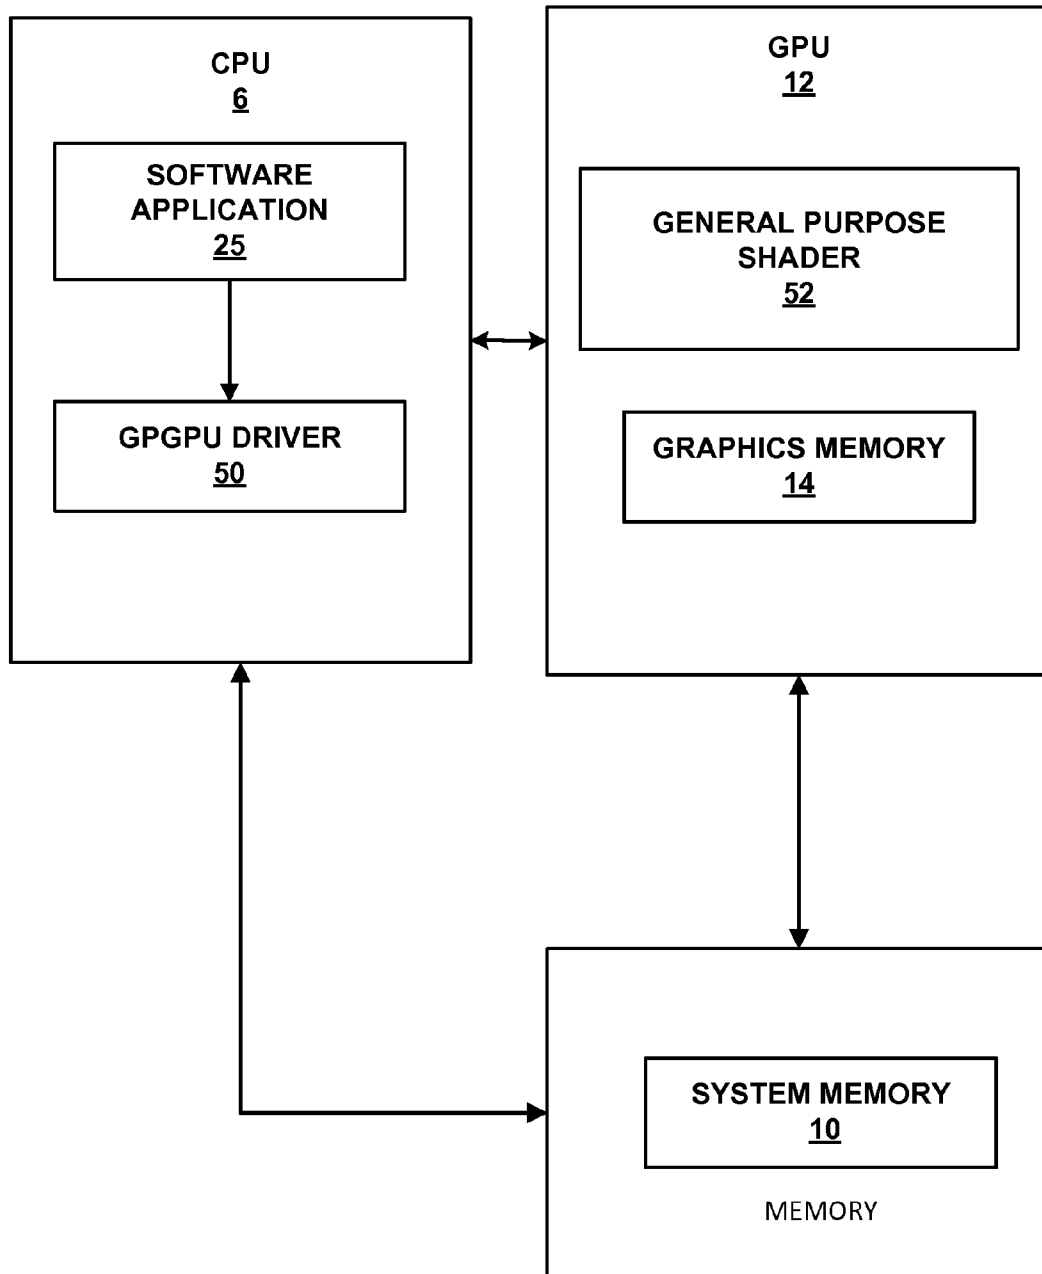 CPU
6
SOFTWARE
APPLICATION
25
GPGPU DRIVER
50
GPU
12
GENERAL PURPOSE
SHADER
52
GRAPHICS MEMORY
14
SYSTEM MEMORY
10
MEMORY